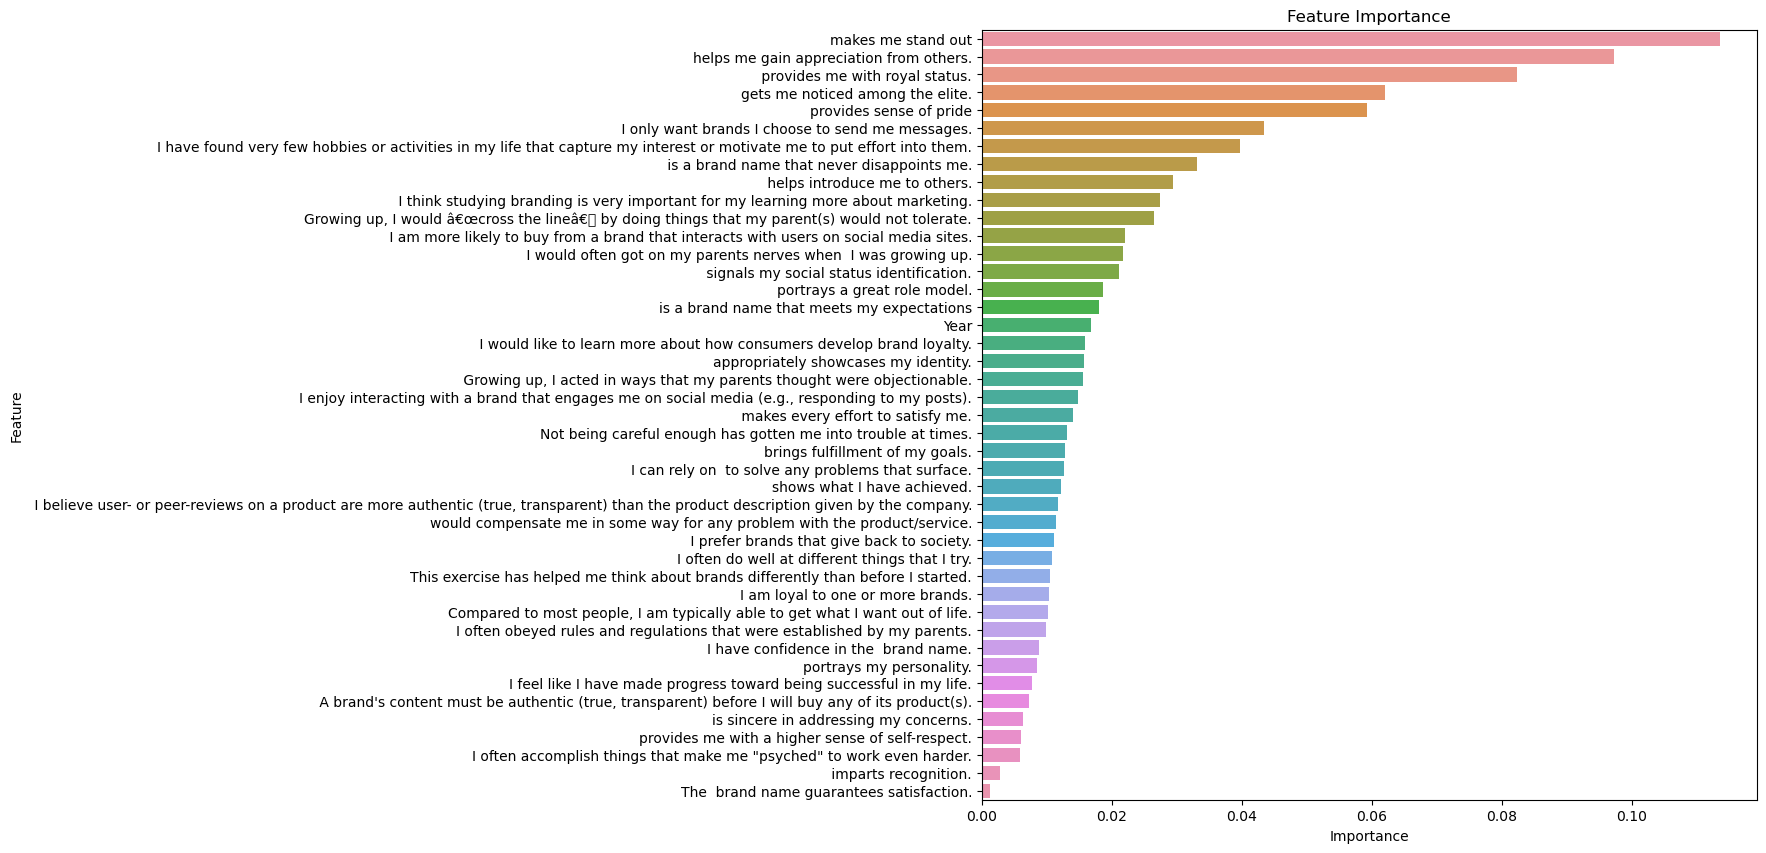 Feature Importance
makes me stand out
helps me gain appreciation from others.
provides me with royal status.
gets me noticed among the elite.
provides sense of pride
I only want brands I choose to send me messages.
I have found very few hobbies or activities in my life that capture my interest or motivate me to put effort into them.
is a brand name that never disappoints me.
helps introduce me to others.
I think studying branding is very important for my learning more about marketing.
Growing up, I would â€œcross the lineâ€▯ by doing things that my parent(s) would not tolerate.
I am more likely to buy from a brand that interacts with users on social media sites.
I would often got on my parents nerves when  I was growing up.
signals my social status identification.
portrays a great role model.
is a brand name that meets my expectations
Year
I would like to learn more about how consumers develop brand loyalty.
appropriately showcases my identity.
Growing up, I acted in ways that my parents thought were objectionable.
I enjoy interacting with a brand that engages me on social media (e.g., responding to my posts).
makes every effort to satisfy me.
Not being careful enough has gotten me into trouble at times.
brings fulfillment of my goals.
I can rely on  to solve any problems that surface.
shows what I have achieved.
I believe user- or peer-reviews on a product are more authentic (true, transparent) than the product description given by the company.
would compensate me in some way for any problem with the product/service.
I prefer brands that give back to society.
I often do well at different things that I try.
This exercise has helped me think about brands differently than before I started.
I am loyal to one or more brands.
Compared to most people, I am typically able to get what I want out of life.
I often obeyed rules and regulations that were established by my parents.
I have confidence in the  brand name.
portrays my personality.
I feel like I have made progress toward being successful in my life.
A brand's content must be authentic (true, transparent) before I will buy any of its product(s).
is sincere in addressing my concerns.
provides me with a higher sense of self-respect.
I often accomplish things that make me "psyched" to work even harder.
imparts recognition.
The  brand name guarantees satisfaction.
Feature
0.00 0.02 0.04 0.06 0.08 0.10
Importance